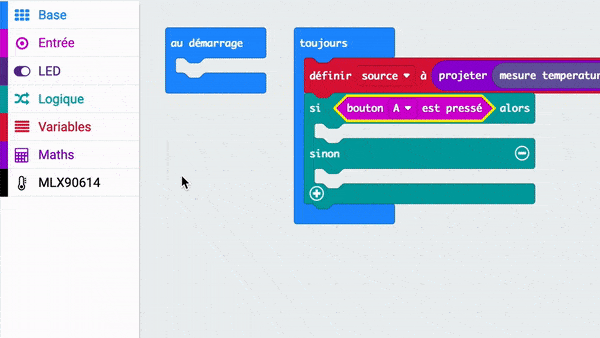 Base
Entrée
LED
Logique
Variables
Maths
MLX90614
au démarrage
toujours
définir source à projeter mesure temperatur
si bouton A est pressé alors
sinon